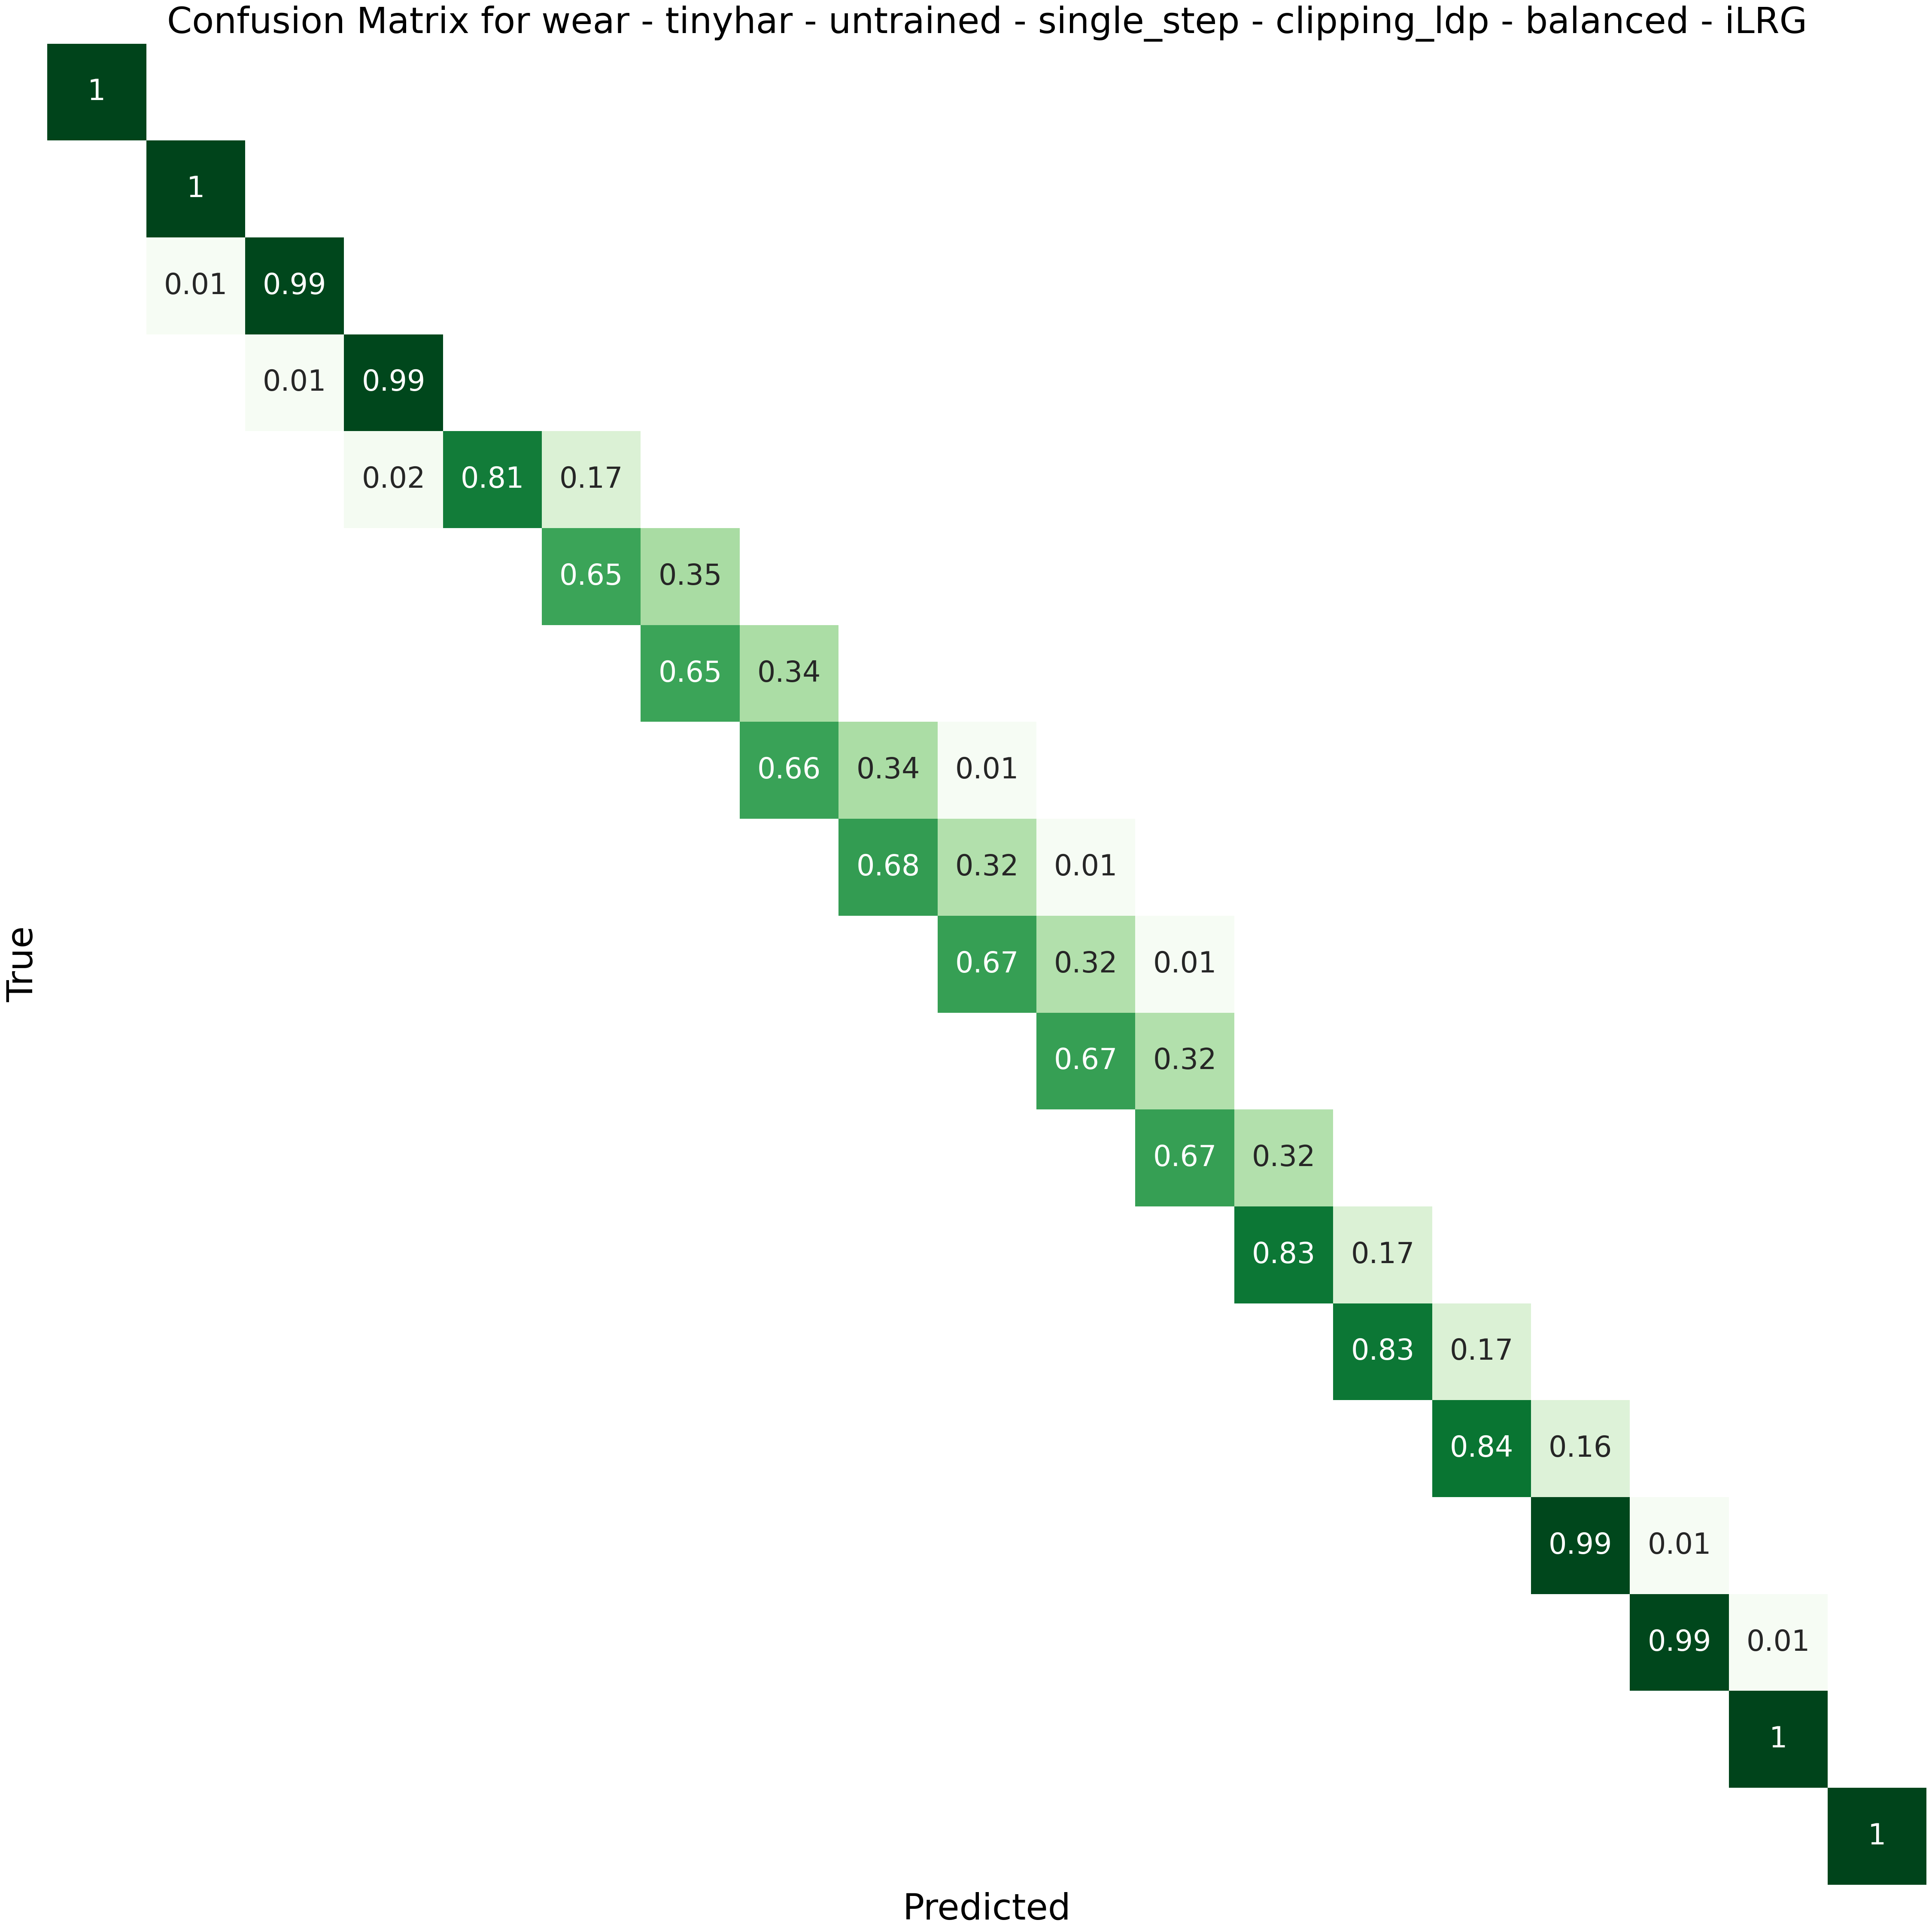 Confusion Matrix for wear - tinyhar - untrained - single_step - clipping_ldp - balanced - iLRG
1
1
0.01 0.99
0.01 0.99
0.02 0.81 0.17
0.65 0.35
0.65 0.34
0.66 0.34 0.01
0.68 0.32 0.01
0.67 0.32 0.01
0.67 0.32
0.67 0.32
0.83 0.17
0.83 0.17
0.84 0.16
0.99 0.01
0.99 0.01
1
1
True
Predicted